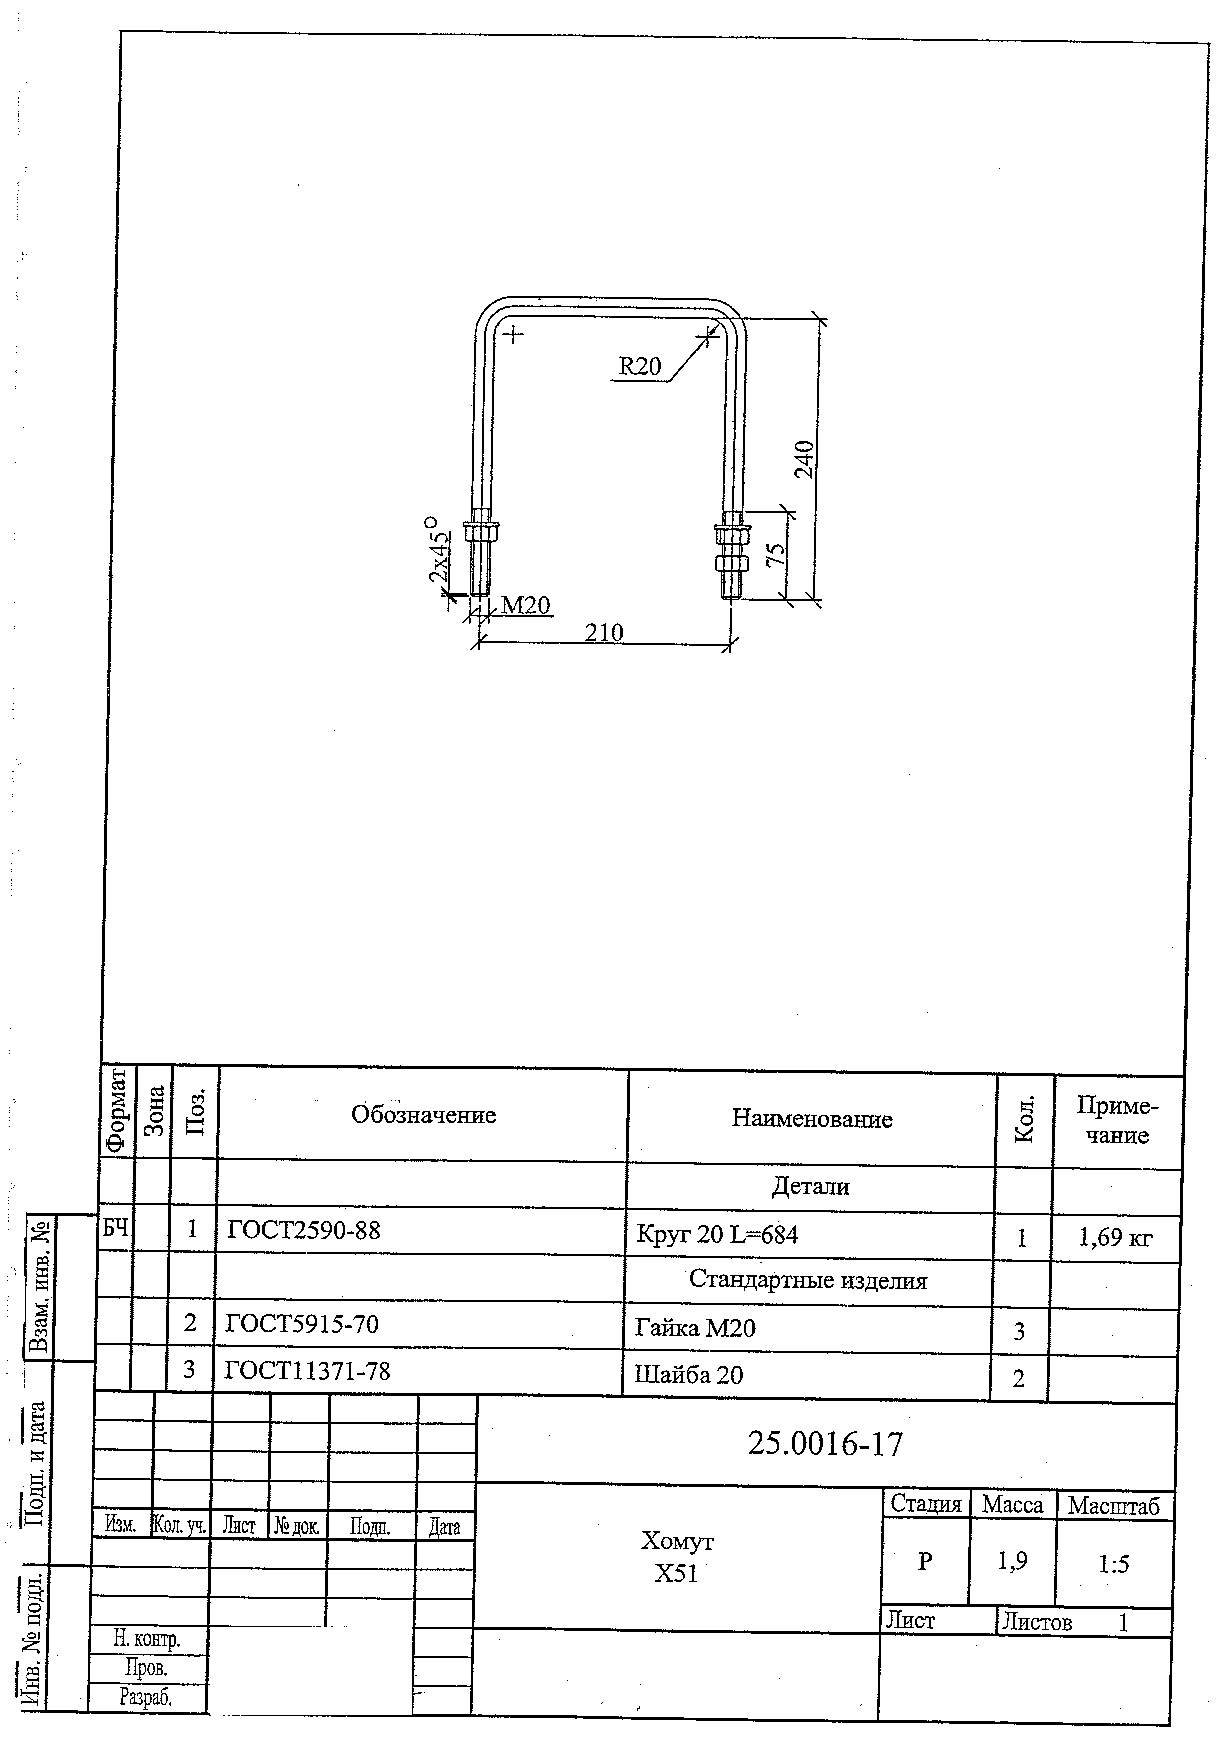 R20
240
75
2x45°
M20
210
Формат
Зона
Поз.
Обозначение
Наименование
Кол.
Приме-
чание
Детали
БЧ
1
ГОСТ2590-88
Круг 20 L=684
1
1,69 кг
Стандартные изделия
2
ГОСТ5915-70
Гайка М20
3
3
ГОСТ11371-78
Шайба 20
2
Взам. инв. №
Подп. и дата
Инв. № подл.
25.0016-17
Изм.
Кол. уч.
Лист
№ док.
Подп.
Дата
Хомут
Х51
Стадия
Масса
Масштаб
Р
1,9
1:5
Лист
Листов 1
Н. контр.
Пров.
Разраб.